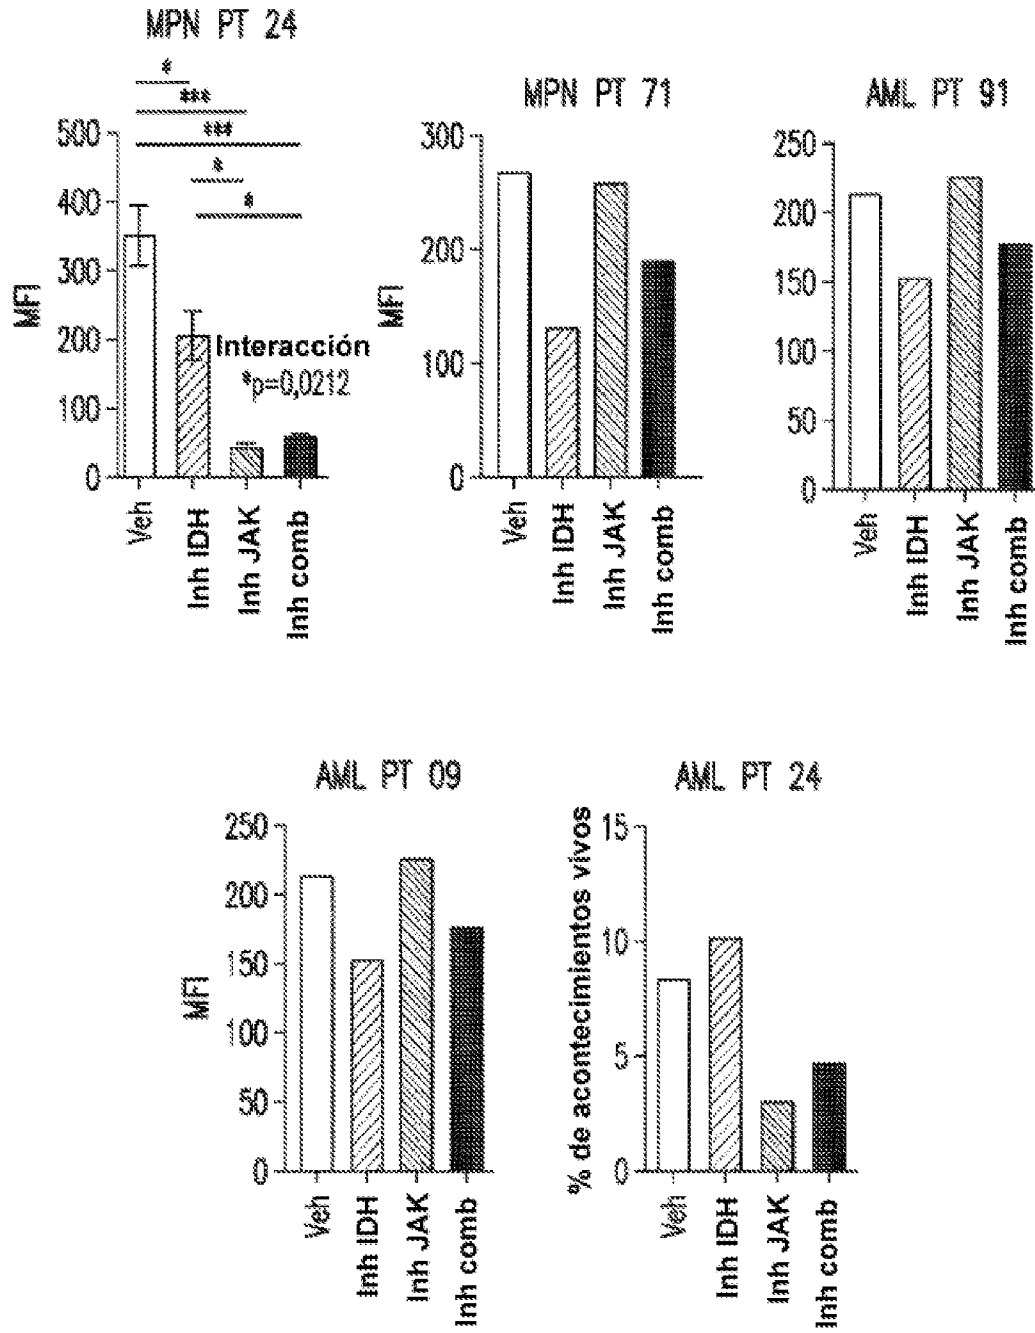 MPN PT 24
*
***
***
*
*
500
400
300
200
100
0
MFI
Interacción
*p=0,0212
Veh
Inh IDH
Inh JAK
Inh comb
MPN PT 71
300
200
100
0
MFI
Veh
Inh IDH
Inh JAK
Inh comb
AML PT 91
250
200
150
100
50
0
Veh
Inh IDH
Inh JAK
Inh comb
AML PT 09
250
200
150
100
50
0
MFI
Veh
Inh IDH
Inh JAK
Inh comb
AML PT 24
15
10
5
0
% de acontecimientos vivos
Veh
Inh IDH
Inh JAK
Inh comb